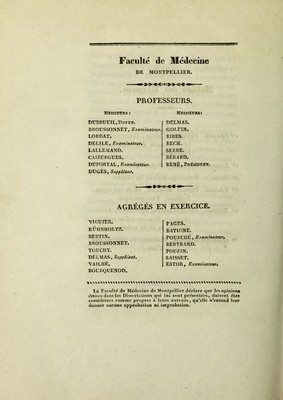 Faculté de Médecine
DE MONTPELLIER.
PROFESSEURS.
MESSIEURS :
DUBRUEIL, DOYEN.
BROUSSONNET, Examinateur.
LORDAT.
DELILE, Examinateur.
LALLEMAND.
CAIZERGUES.
DUPORTAL, Examinateur.
DUGÈS, Suppléant.
MESSIEURS :
DELMAS.
GOLFIN.
RIBES.
RECH.
SERRE.
BÉRARD.
RENÉ, PRÉSIDENT.
AGRÉGÉS EN EXERCICE.
VIGUIER.
KÜHNHOLTZ.
BERTIN.
BROUSSONNET.
TOUCHY.
DELMAS, Suppléant.
VAILHÉ.
BOURQUENOD.
FAGES.
BATIGNE.
POURCHÉ, Examinateur.
BERTRAND.
POUZIN.
SAISSET.
ESTOR, Examinateur.
La Faculté de Médecine de Montpellier déclare que les opinions
émises dans les Dissertations qui lui sont présentées, doivent être
considérées comme propres à leurs auteurs, qu'elle n'entend leur
donner aucune approbation ni improbation.